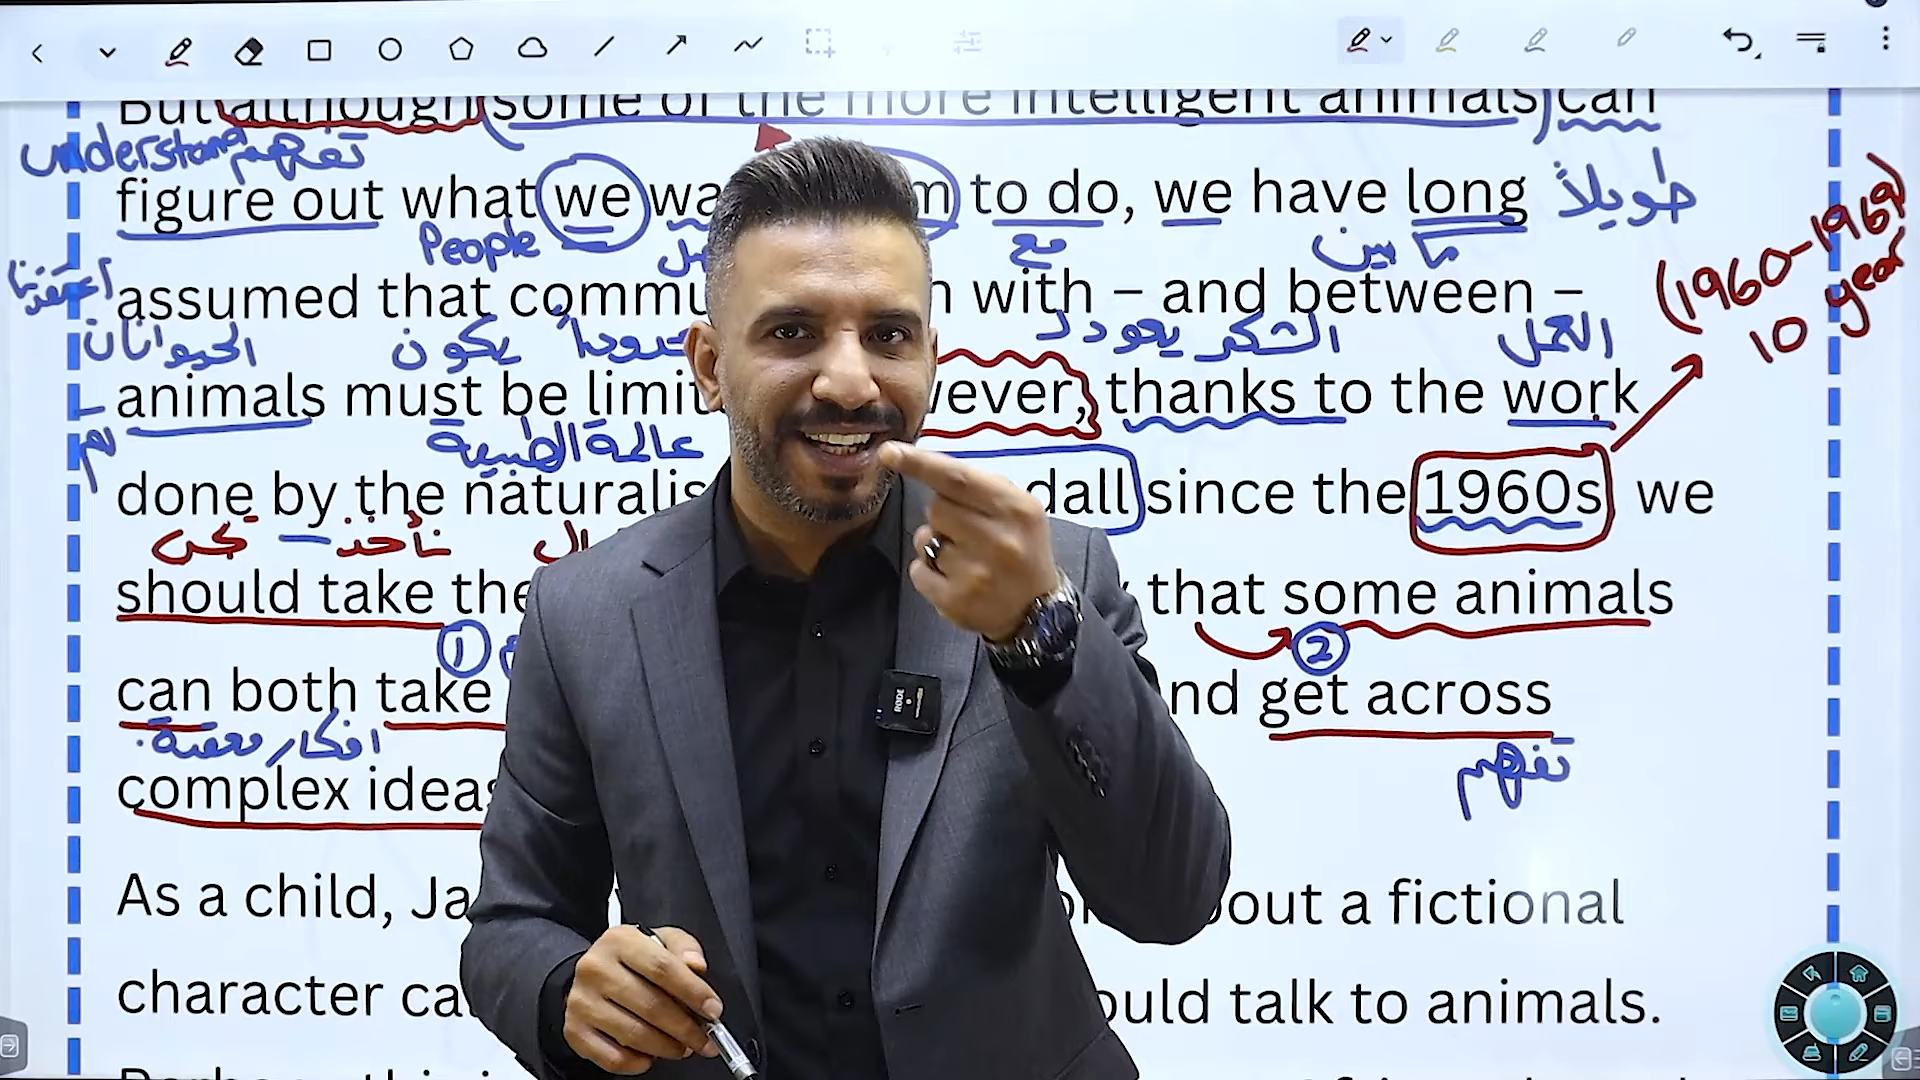 But although some of the more intelligent animals can
understand تفهم
figure out what we wa m to do, we have long طويلاً
People مع ما بين
(1960-1969)
10 year
assumed that commu n with – and between –
الحيوانات يكون الشكر يعود لـ العمل
animals must be limit wever, thanks to the work
عالمة الطبيعة
done by the naturalis dall since the 1960s we
نأخذ
should take the y that some animals
1 2
can both take nd get across
افكار معقدة تفهم
complex ideas
As a child, Ja bout a fictional
character ca ould talk to animals.
RODE